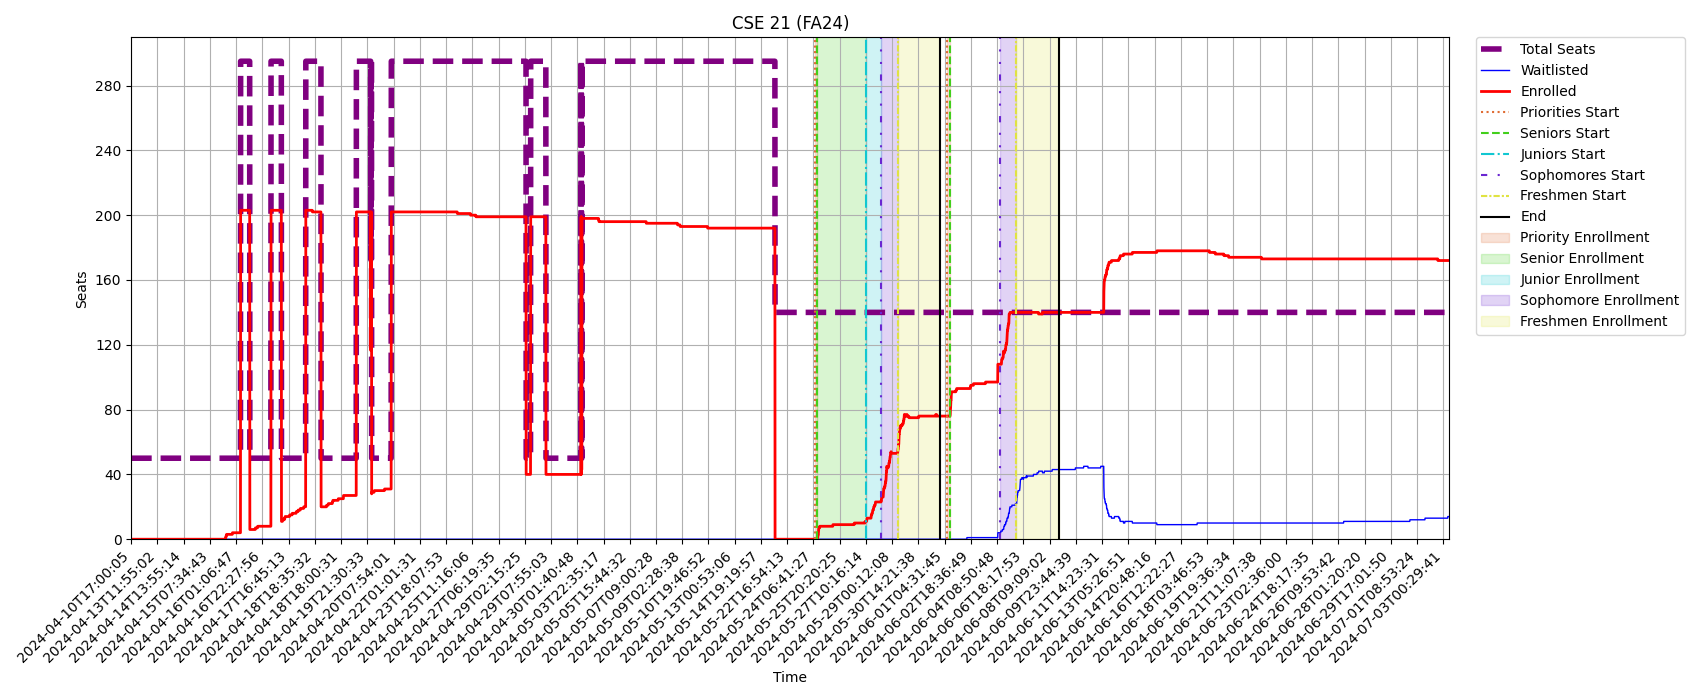 CSE 21 (FA24)
Seats
280
240
200
160
120
80
40
0
2024-04-10T17:00:05
2024-04-13T11:55:02
2024-04-14T13:55:14
2024-04-15T07:34:43
2024-04-16T01:06:47
2024-04-16T22:27:56
2024-04-17T16:45:13
2024-04-18T18:35:32
2024-04-18T18:00:31
2024-04-19T21:30:33
2024-04-20T07:54:01
2024-04-22T01:01:31
2024-04-23T18:07:53
2024-04-25T11:16:06
2024-04-27T06:19:35
2024-04-29T02:15:25
2024-04-29T07:55:03
2024-04-30T01:40:48
2024-05-03T22:35:17
2024-05-05T15:44:32
2024-05-07T09:00:28
2024-05-09T02:28:38
2024-05-10T19:46:52
2024-05-13T00:53:06
2024-05-14T19:19:57
2024-05-22T16:54:13
2024-05-24T06:41:27
2024-05-25T20:20:25
2024-05-27T10:16:14
2024-05-29T00:12:08
2024-05-30T14:21:38
2024-06-01T04:31:45
2024-06-02T18:36:49
2024-06-04T08:50:48
2024-06-06T18:17:53
2024-06-08T09:09:02
2024-06-09T23:44:39
2024-06-11T14:23:31
2024-06-13T05:26:51
2024-06-14T20:48:16
2024-06-16T12:22:27
2024-06-18T03:46:53
2024-06-19T19:36:34
2024-06-21T11:07:38
2024-06-23T02:36:00
2024-06-24T18:17:35
2024-06-26T09:53:42
2024-06-28T01:20:20
2024-06-29T17:01:50
2024-07-01T08:53:24
2024-07-03T00:29:41
Time
Total Seats
Waitlisted
Enrolled
Priorities Start
Seniors Start
Juniors Start
Sophomores Start
Freshmen Start
End
Priority Enrollment
Senior Enrollment
Junior Enrollment
Sophomore Enrollment
Freshmen Enrollment